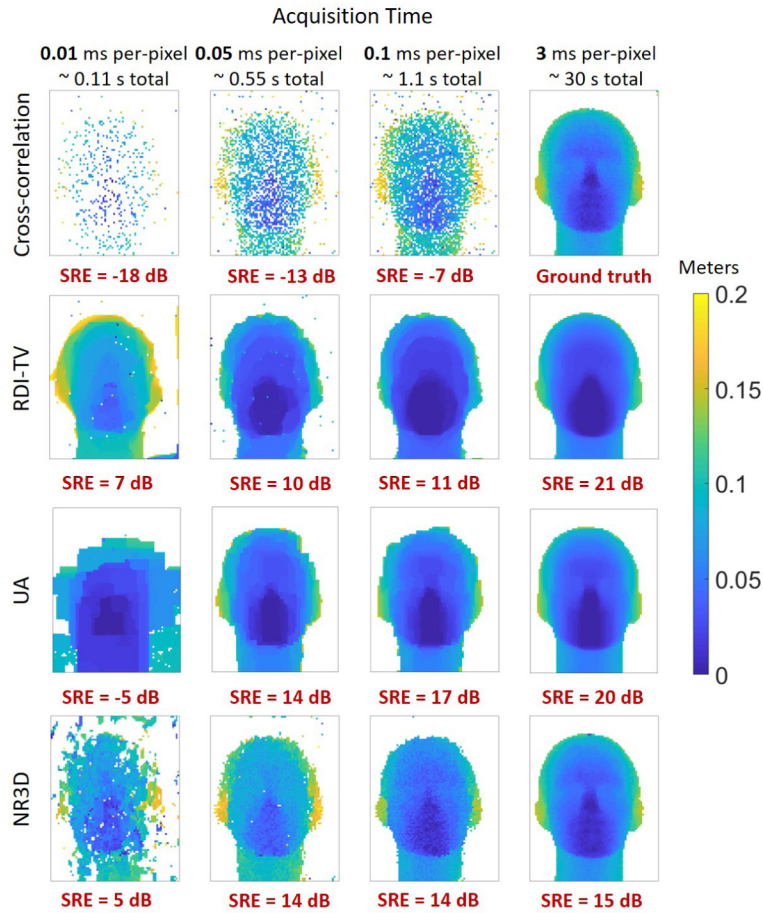 Acquisition Time
0.01 ms per-pixel 0.05 ms per-pixel 0.1 ms per-pixel 3 ms per-pixel
~ 0.11 s total ~ 0.55 s total ~ 1.1 s total ~ 30 s total
Cross-correlation
SRE = -18 dB SRE = -13 dB SRE = -7 dB Ground truth
Meters
0.2
0.15
0.1
0.05
0
RDI-TV
SRE = 7 dB SRE = 10 dB SRE = 11 dB SRE = 21 dB
UA
SRE = -5 dB SRE = 14 dB SRE = 17 dB SRE = 20 dB
NR3D
SRE = 5 dB SRE = 14 dB SRE = 14 dB SRE = 15 dB